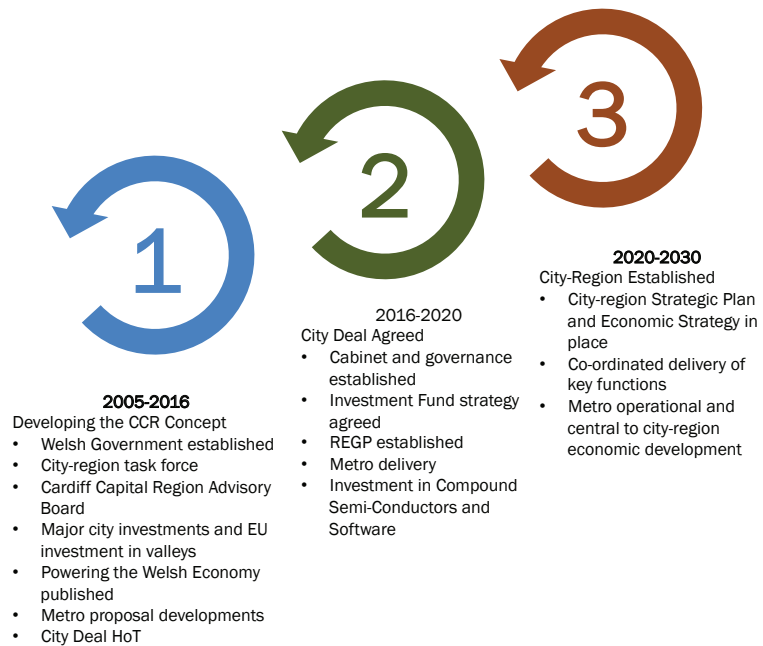 1
2005-2016
Developing the CCR Concept
• Welsh Government established
• City-region task force
• Cardiff Capital Region Advisory
Board
• Major city investments and EU
investment in valleys
• Powering the Welsh Economy
published
• Metro proposal developments
• City Deal HoT
2
2016-2020
City Deal Agreed
• Cabinet and governance
established
• Investment Fund strategy
agreed
• REGP established
• Metro delivery
• Investment in Compound
Semi-Conductors and
Software
3
2020-2030
City-Region Established
• City-region Strategic Plan
and Economic Strategy in
place
• Co-ordinated delivery of
key functions
• Metro operational and
central to city-region
economic development